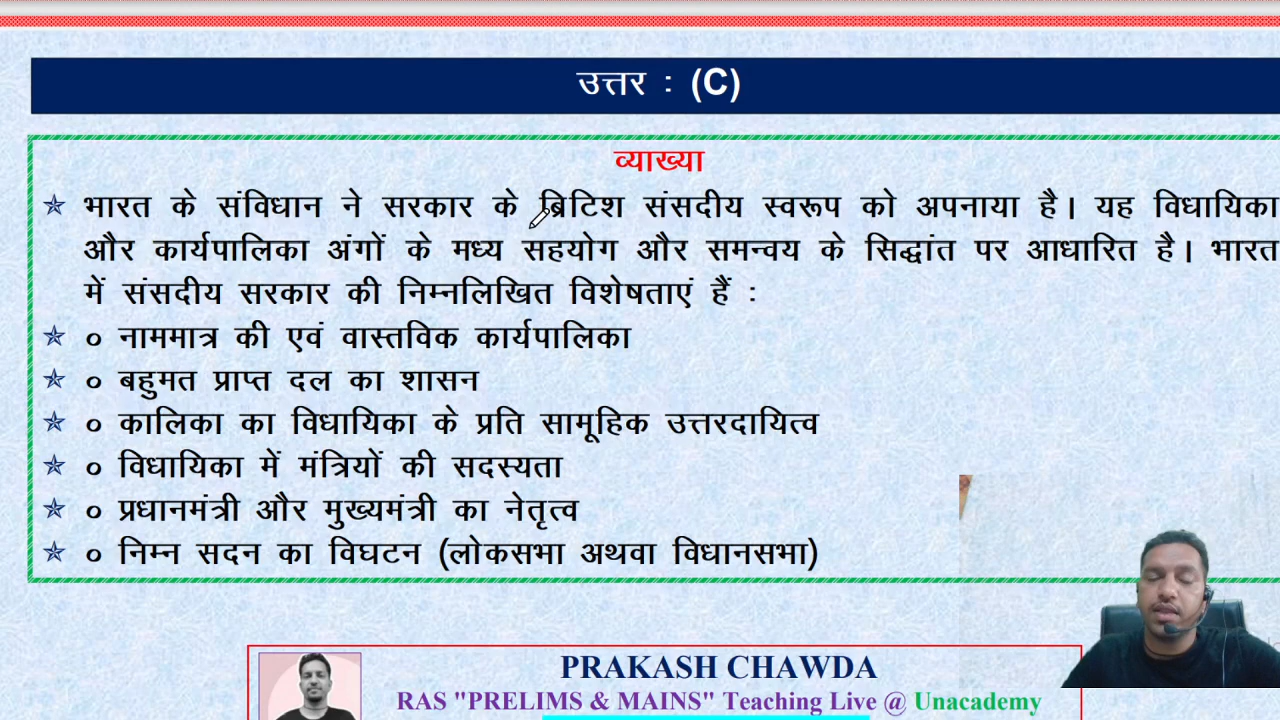 उत्तर : (C)
व्याख्या
भारत के संविधान ने सरकार के ब्रिटिश संसदीय स्वरूप को अपनाया है। यह विधायिका
और कार्यपालिका अंगों के मध्य सहयोग और समन्वय के सिद्धांत पर आधारित है। भारत
में संसदीय सरकार की निम्नलिखित विशेषताएं हैं :
० नाममात्र की एवं वास्तविक कार्यपालिका
० बहुमत प्राप्त दल का शासन
० कालिका का विधायिका के प्रति सामूहिक उत्तरदायित्व
० विधायिका में मंत्रियों की सदस्यता
० प्रधानमंत्री और मुख्यमंत्री का नेतृत्व
० निम्न सदन का विघटन (लोकसभा अथवा विधानसभा)
PRAKASH CHAWDA
RAS "PRELIMS & MAINS" Teaching Live @ Unacademy